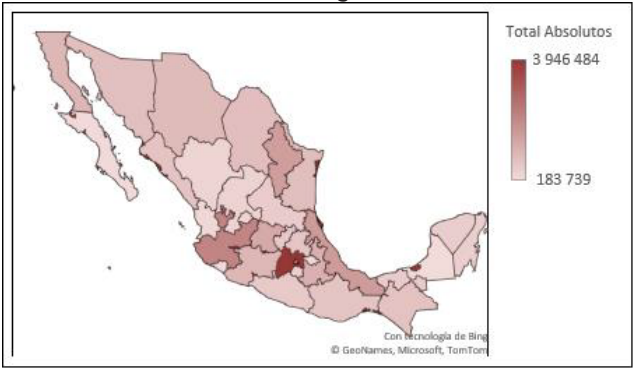 Total Absolutos
3 946 484
183 739
Con tecnología de Bing
© GeoNames, Microsoft, TomTom